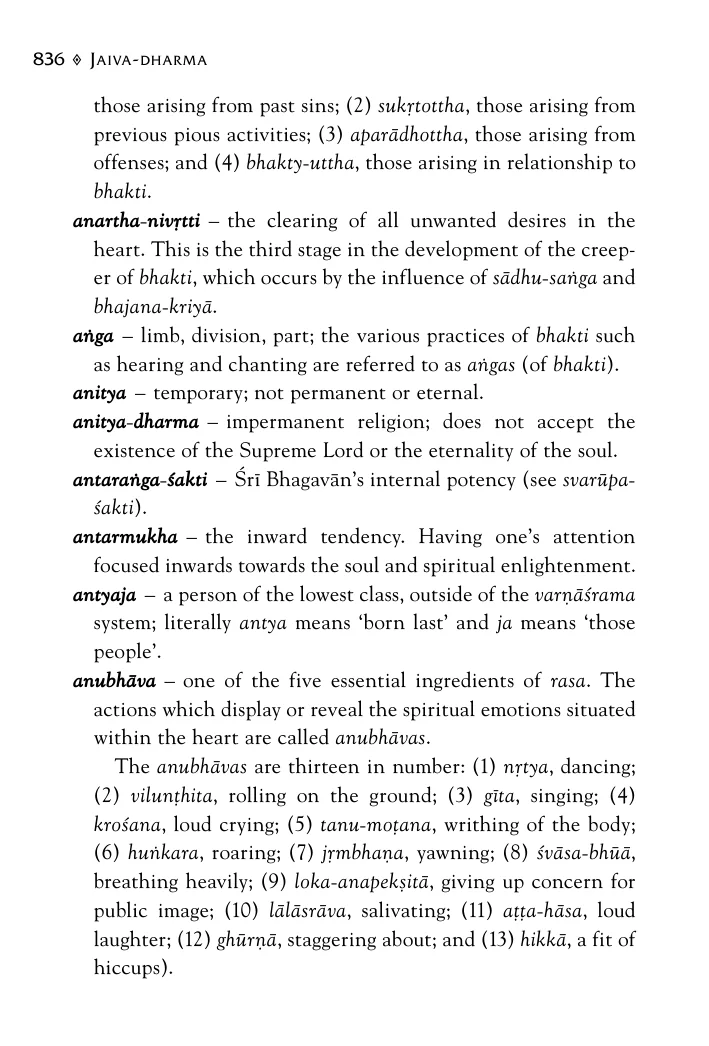 836 ⟡ JAIVA-DHARMA
those arising from past sins; (2) sukṛtottha, those arising from
previous pious activities; (3) aparādhottha, those arising from
offenses; and (4) bhakty-uttha, those arising in relationship to
bhakti.
anartha-nivṛtti – the clearing of all unwanted desires in the
heart. This is the third stage in the development of the creep-
er of bhakti, which occurs by the influence of sādhu-saṅga and
bhajana-kriyā.
aṅga – limb, division, part; the various practices of bhakti such
as hearing and chanting are referred to as aṅgas (of bhakti).
anitya – temporary; not permanent or eternal.
anitya-dharma – impermanent religion; does not accept the
existence of the Supreme Lord or the eternality of the soul.
antaraṅga-śakti – Śrī Bhagavān’s internal potency (see svarūpa-
śakti).
antarmukha – the inward tendency. Having one’s attention
focused inwards towards the soul and spiritual enlightenment.
antyaja – a person of the lowest class, outside of the varṇāśrama
system; literally antya means ‘born last’ and ja means ‘those
people’.
anubhāva – one of the five essential ingredients of rasa. The
actions which display or reveal the spiritual emotions situated
within the heart are called anubhāvas.
The anubhāvas are thirteen in number: (1) nṛtya, dancing;
(2) vilunṭhita, rolling on the ground; (3) gīta, singing; (4)
krośana, loud crying; (5) tanu-moṭana, writhing of the body;
(6) huṅkara, roaring; (7) jṛmbhaṇa, yawning; (8) śvāsa-bhūā,
breathing heavily; (9) loka-anapekṣitā, giving up concern for
public image; (10) lālāsrāva, salivating; (11) aṭṭa-hāsa, loud
laughter; (12) ghūrṇā, staggering about; and (13) hikkā, a fit of
hiccups).